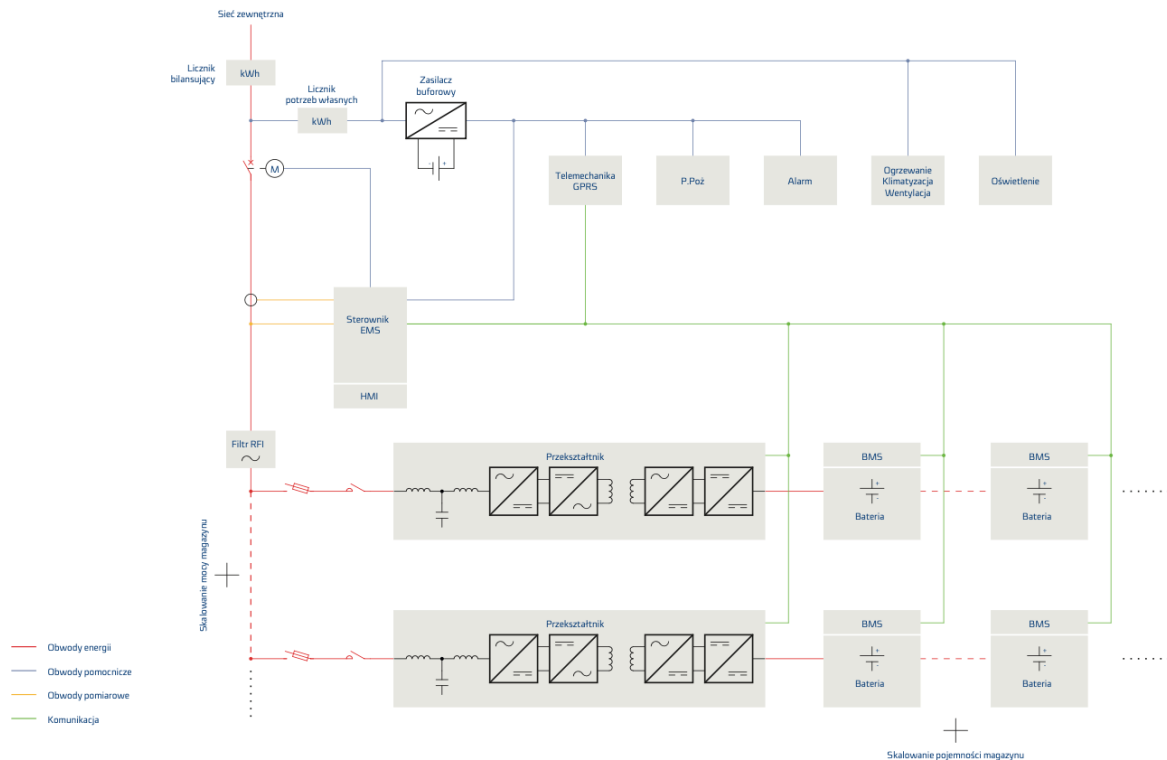 Sieć zewnętrzna
Licznik
bilansujący
kWh
Licznik
potrzeb własnych
kWh
Zasilacz
buforowy
M
Telemechanika
GPRS
P.Poż
Alarm
Ogrzewanie
Klimatyzacja
Wentylacja
Oświetlenie
Sterownik
EMS
HMI
Filtr RFI
Przekształtnik
BMS
Bateria
BMS
Bateria
Skalowanie mocy magazynu
Przekształtnik
BMS
Bateria
BMS
Bateria
Obwody energii
Obwody pomocnicze
Obwody pomiarowe
Komunikacja
Skalowanie pojemności magazynu